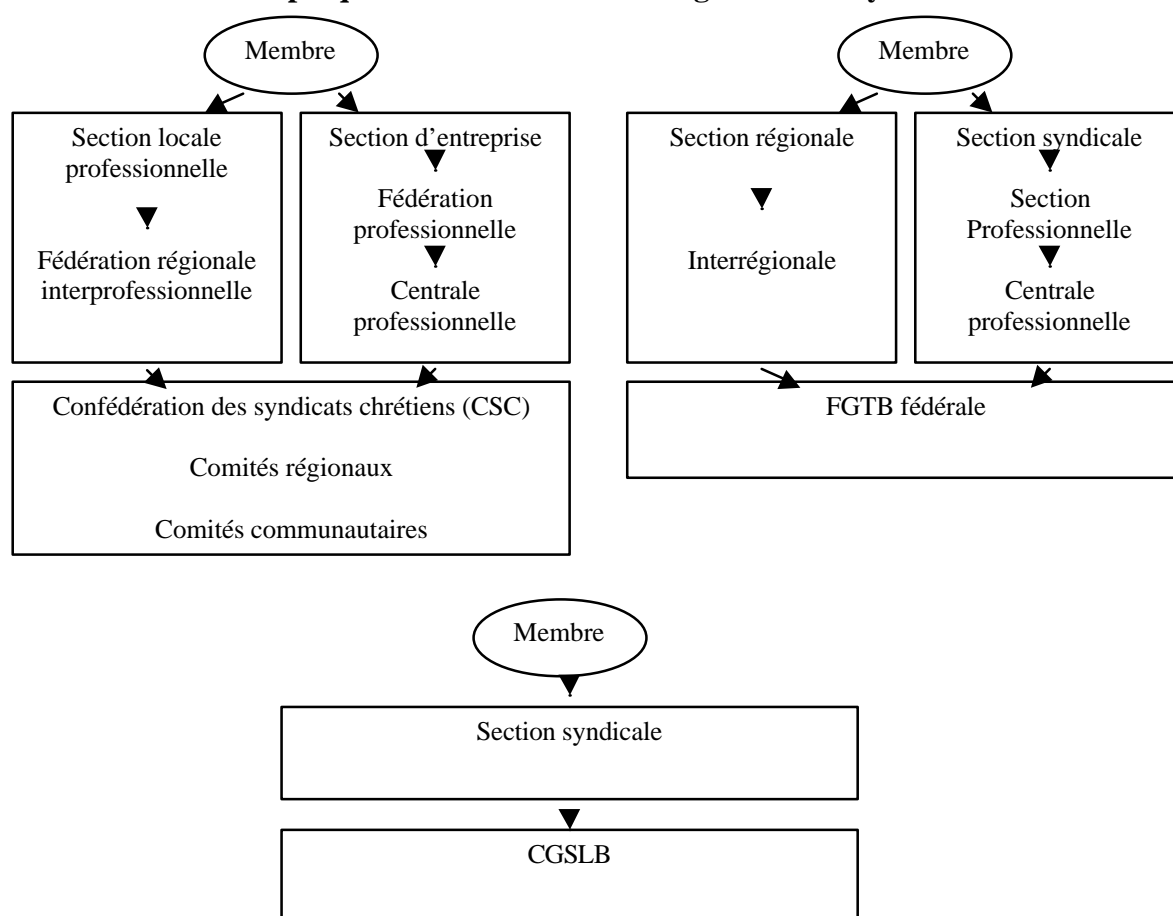 Membre
Section locale
professionnelle
Fédération régionale
interprofessionnelle
Section d’entreprise
Fédération
professionnelle
Centrale
professionnelle
Confédération des syndicats chrétiens (CSC)
Comités régionaux
Comités communautaires
Membre
Section régionale
Interrégionale
Section syndicale
Section
Professionnelle
Centrale
professionnelle
FGTB fédérale
Membre
Section syndicale
CGSLB